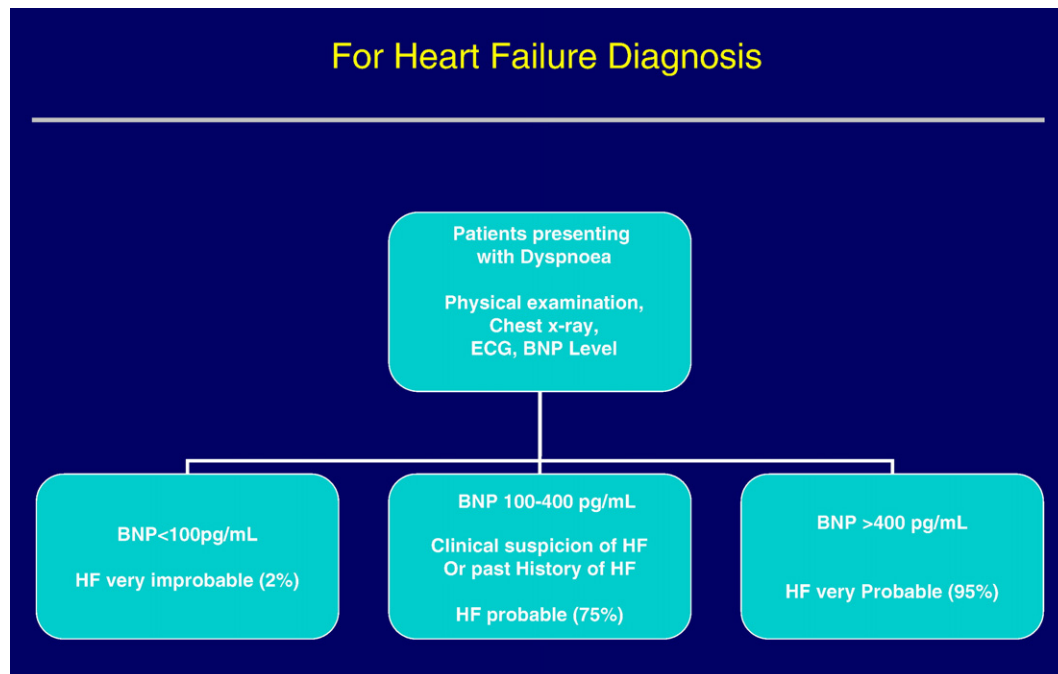 For Heart Failure Diagnosis
Patients presenting
with Dyspnoea
Physical examination,
Chest x-ray,
ECG, BNP Level
BNP<100pg/mL
HF very improbable (2%)
BNP 100-400 pg/mL
Clinical suspicion of HF
Or past History of HF
HF probable (75%)
BNP >400 pg/mL
HF very Probable (95%)